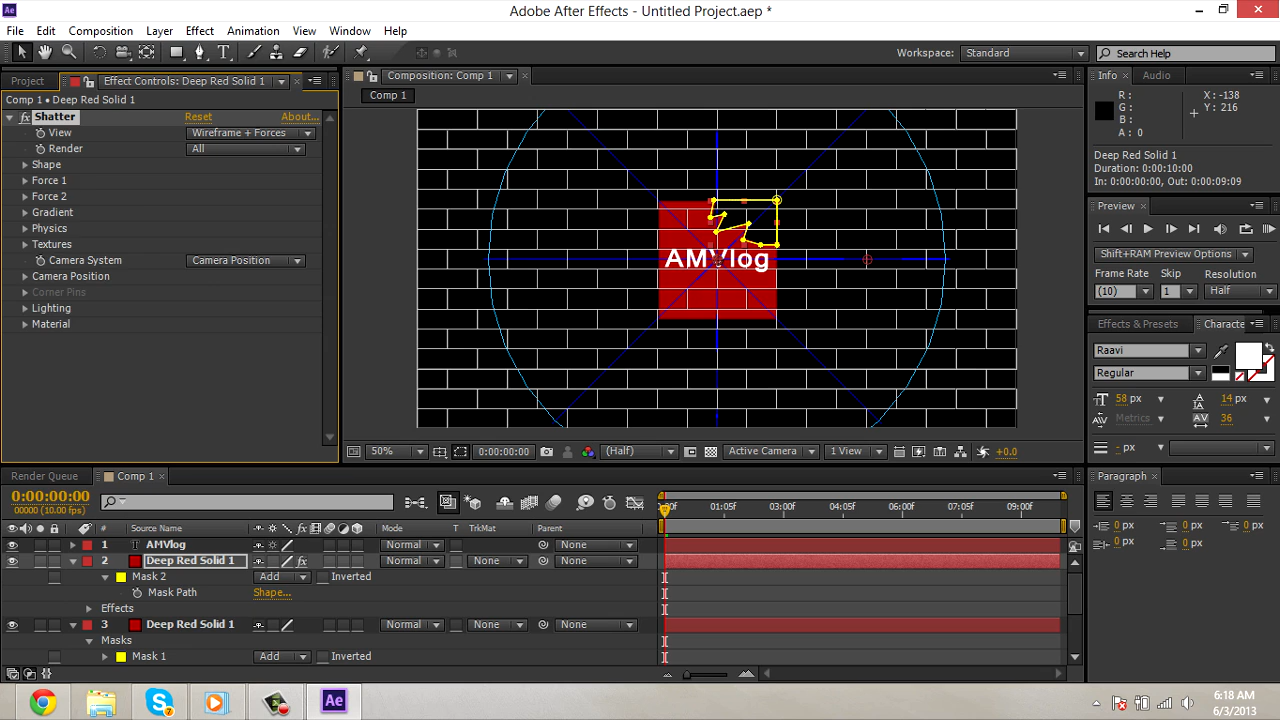 Adobe After Effects - Untitled Project.aep *
File Edit Composition Layer Effect Animation View Window Help
Workspace: Standard Search Help
Project Effect Controls: Deep Red Solid 1 Composition: Comp 1 Info Audio
Comp 1 • Deep Red Solid 1 Comp 1
Shatter Reset About...
View Wireframe + Forces
Render All
Shape
Force 1
Force 2
Gradient
Physics
Textures
Camera System Camera Position
Camera Position
Corner Pins
Lighting
Material
AMVlog
R :
G :
B :
A : 0
X : -138
Y : 216
Deep Red Solid 1
Duration: 0:00:10:00
In: 0:00:00:00, Out: 0:00:09:09
Preview
Shift+RAM Preview Options
Frame Rate Skip Resolution
(10) 1 Half
Effects & Presets Characte
Raavi
Regular
58 px 14 px
Metrics AV 36
- px
50% 0:00:00:00 (Half) Active Camera 1 View +0.0
Render Queue Comp 1 Paragraph
0:00:00:00
00000 (10.00 fps)
0f 01:05f 03:00f 04:05f 06:00f 07:05f 09:00f
# Source Name Mode T TrkMat Parent
1 T AMVlog Normal None
2 Deep Red Solid 1 fx Normal None None
Mask 2 Add Inverted
Mask Path Shape...
Effects
3 Deep Red Solid 1 Normal None None
Masks
Mask 1 Add Inverted
0 px 0 px
0 px 0 px
7
Ae
6:18 AM
6/3/2013